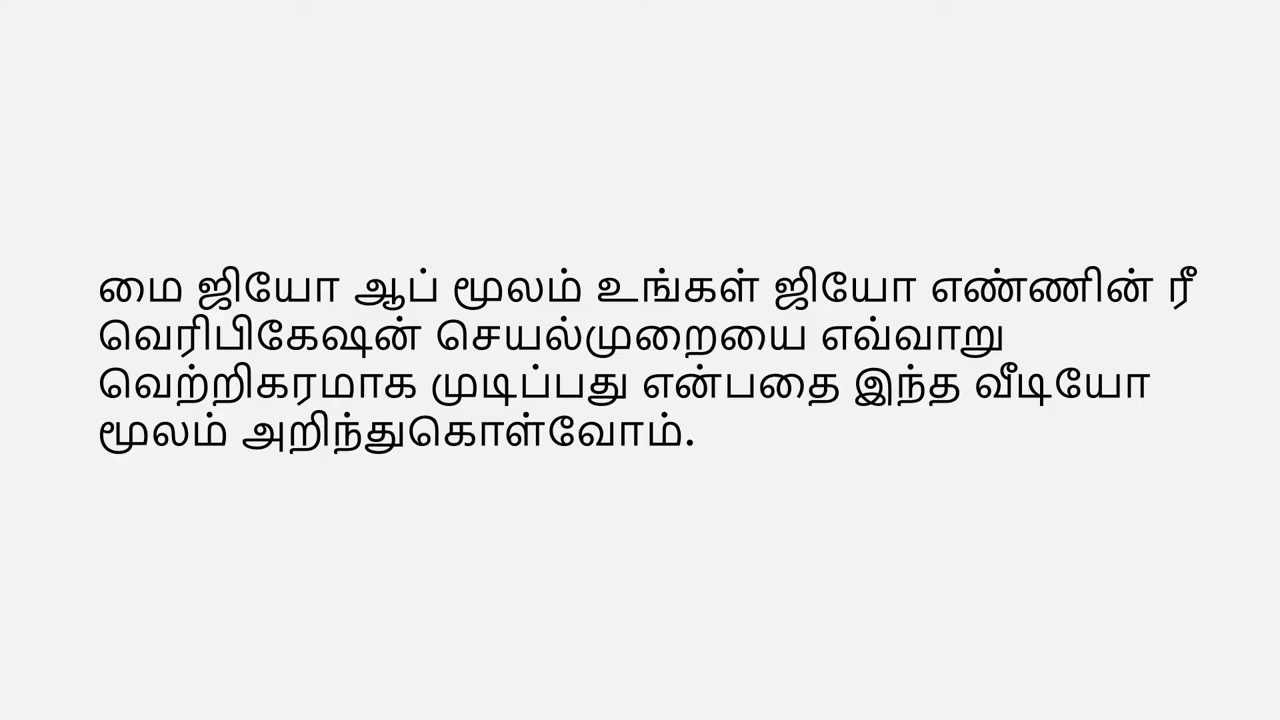 மை ஜியோ ஆப் மூலம் உங்கள் ஜியோ எண்ணின் ரீ
வெரிபிகேஷன் செயல்முறையை எவ்வாறு
வெற்றிகரமாக முடிப்பது என்பதை இந்த வீடியோ
மூலம் அறிந்துகொள்வோம்.